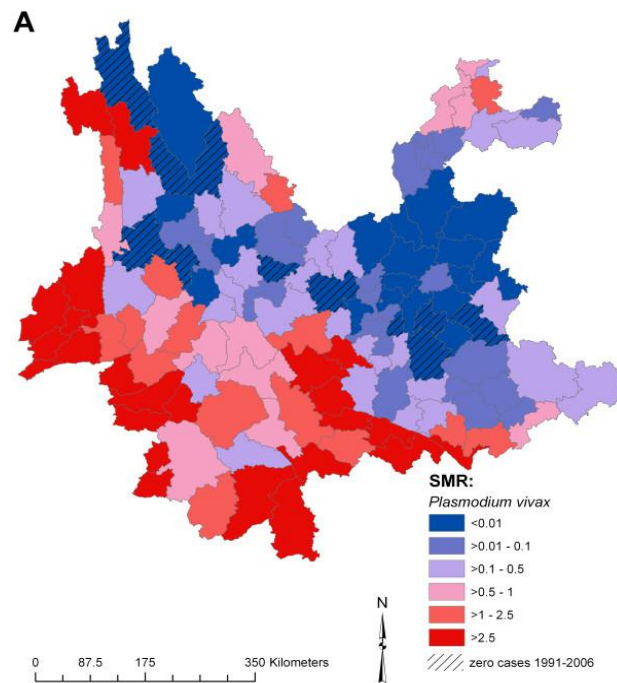 A
SMR:
Plasmodium vivax
<0.01
>0.01 - 0.1
>0.1 - 0.5
>0.5 - 1
>1 - 2.5
>2.5
zero cases 1991-2006
N
0 87.5 175 350 Kilometers